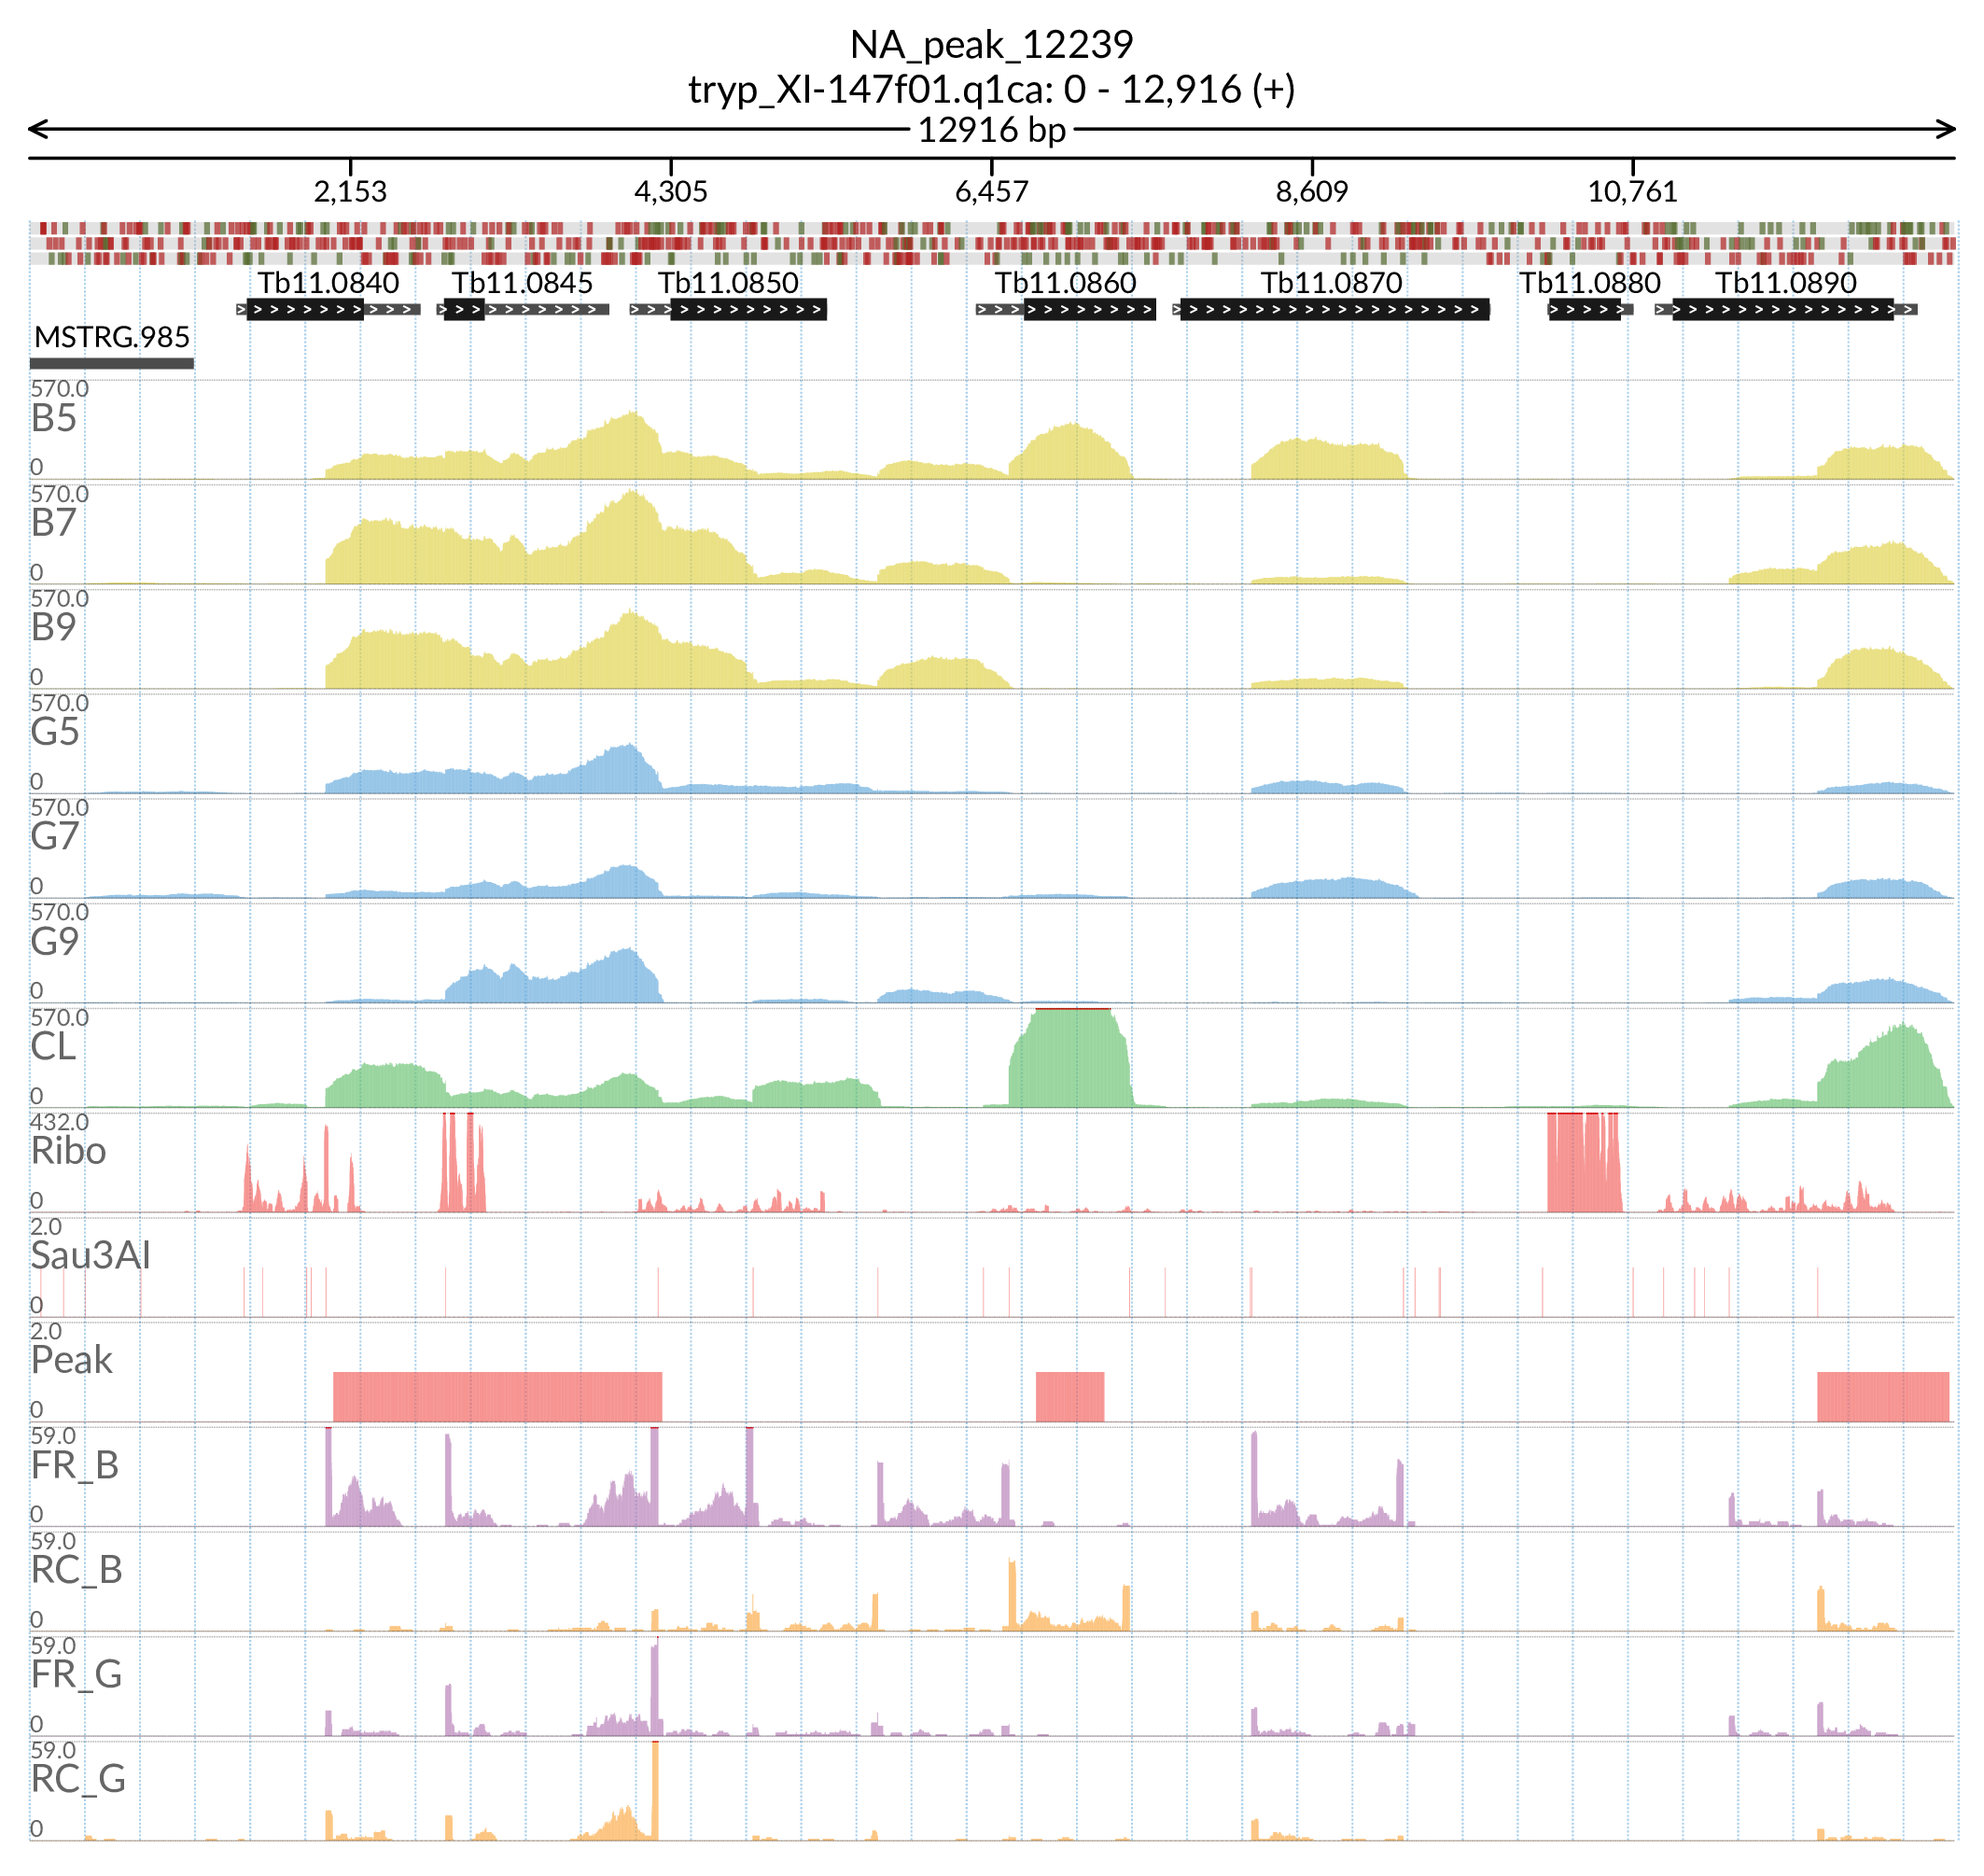 NA_peak_12239
tryp_XI-147f01.q1ca: 0 - 12,916 (+)
12916 bp
2,153 4,305 6,457 8,609 10,761
Tb11.0840 Tb11.0845 Tb11.0850 Tb11.0860 Tb11.0870 Tb11.0880 Tb11.0890
MSTRG.985
570.0
B5
0
570.0
B7
0
570.0
B9
0
570.0
G5
0
570.0
G7
0
570.0
G9
0
570.0
CL
0
432.0
Ribo
0
2.0
Sau3AI
0
2.0
Peak
0
59.0
FR_B
0
59.0
RC_B
0
59.0
FR_G
0
59.0
RC_G
0